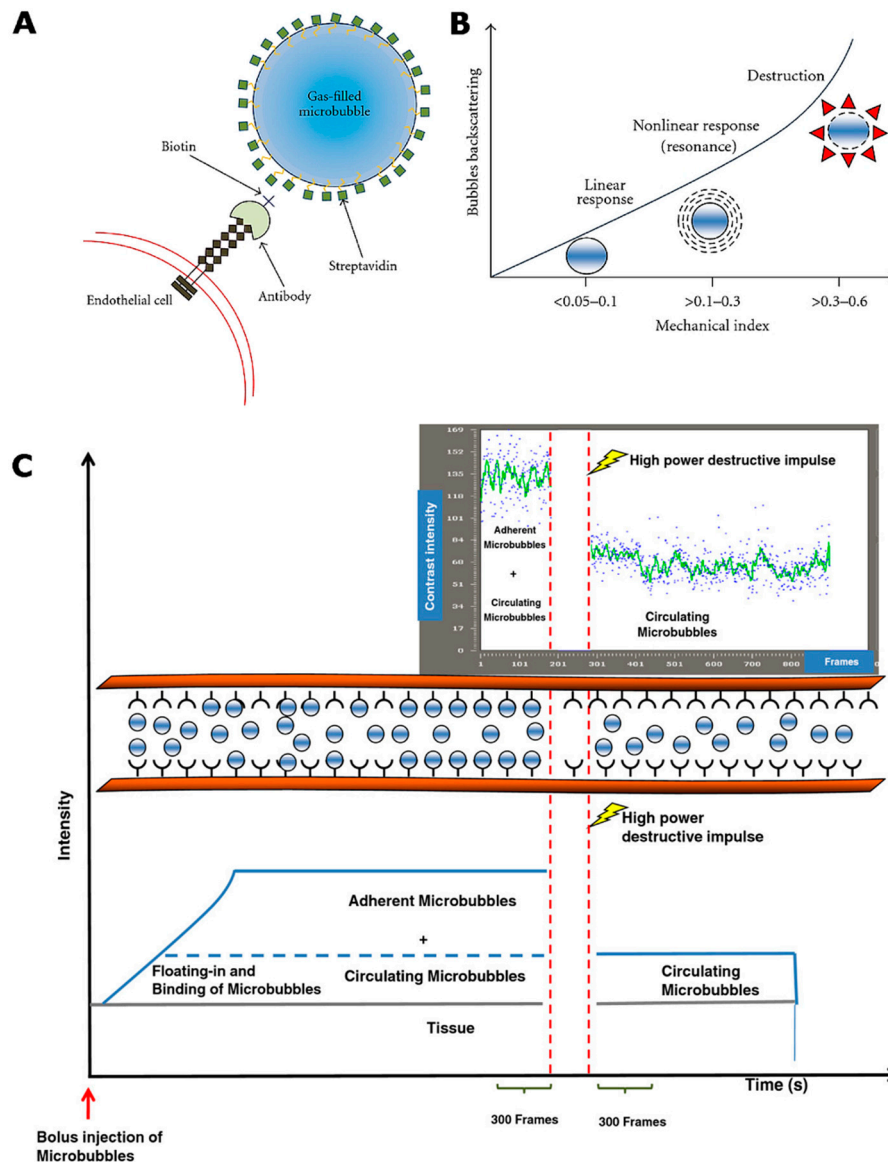 A
Gas-filled
microbubble
Biotin
Streptavidin
Antibody
Endothelial cell
B
Bubbles backscattering
Destruction
Nonlinear response
(resonance)
Linear
response
<0.05–0.1
>0.1–0.3
>0.3–0.6
Mechanical index
C
Intensity
Contrast intensity
169
152
135
118
101
84
68
51
34
17
0
High power destructive impulse
Adherent
Microbubbles
+
Circulating
Microbubbles
Circulating
Microbubbles
1
101
201
301
401
501
601
701
800
Frames
High power
destructive impulse
Adherent Microbubbles
+
Floating-in and
Binding of Microbubbles
Circulating Microbubbles
Circulating
Microbubbles
Tissue
Time (s)
300 Frames
300 Frames
Bolus injection of
Microbubbles